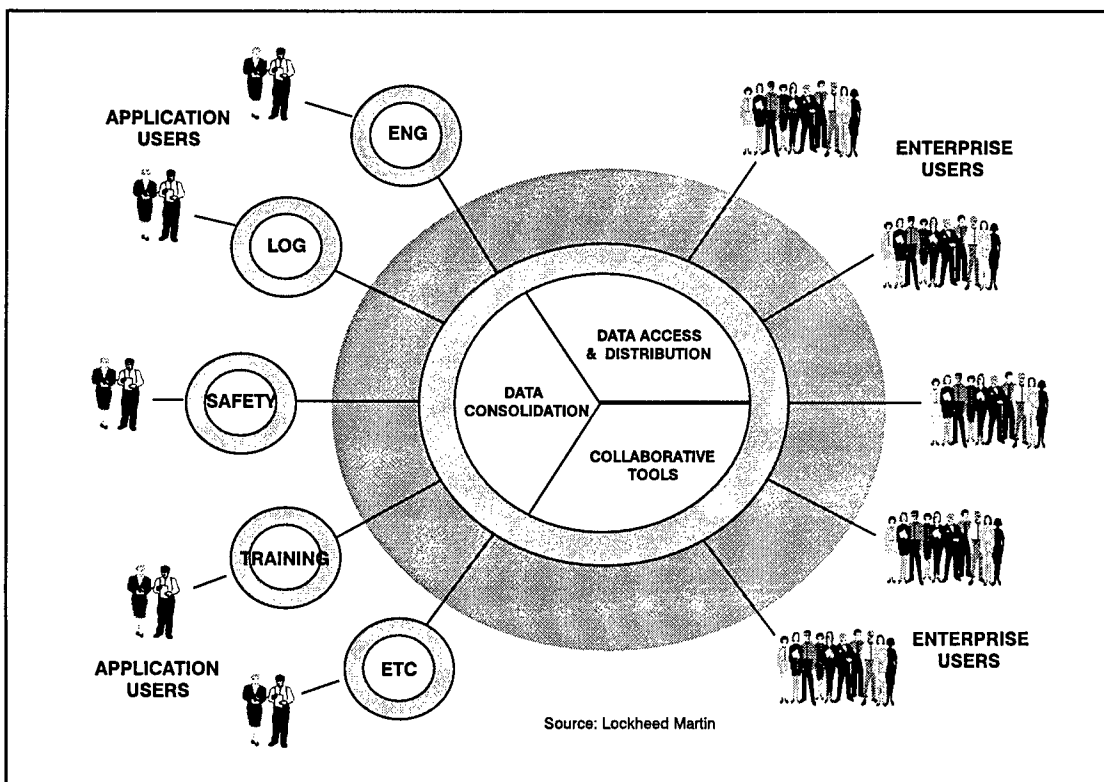 APPLICATION
USERS
ENG
LOG
SAFETY
TRAINING
ETC
APPLICATION
USERS
DATA ACCESS
& DISTRIBUTION
DATA
CONSOLIDATION
COLLABORATIVE
TOOLS
ENTERPRISE
USERS
ENTERPRISE
USERS
Source: Lockheed Martin